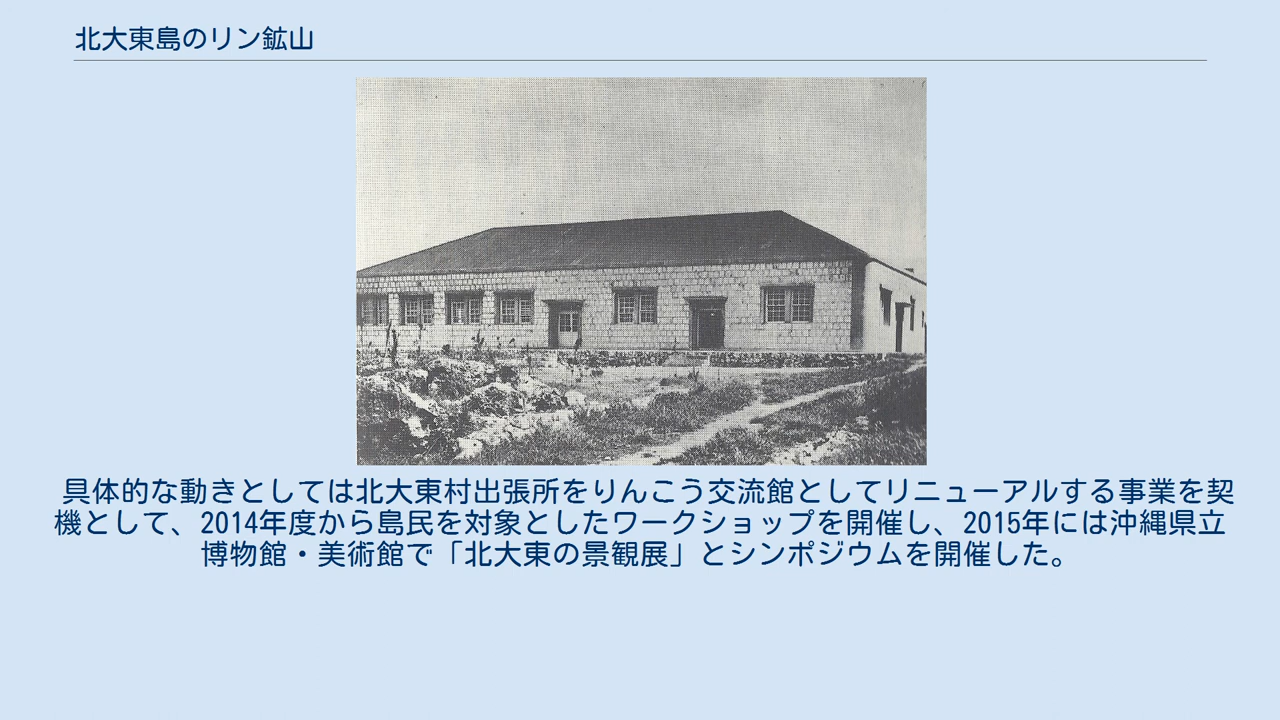 北大東島のリン鉱山
具体的な動きとしては北大東村出張所をりんこう交流館としてリニューアルする事業を契
機として、2014年度から島民を対象としたワークショップを開催し、2015年には沖縄県立
博物館・美術館で「北大東の景観展」とシンポジウムを開催した。